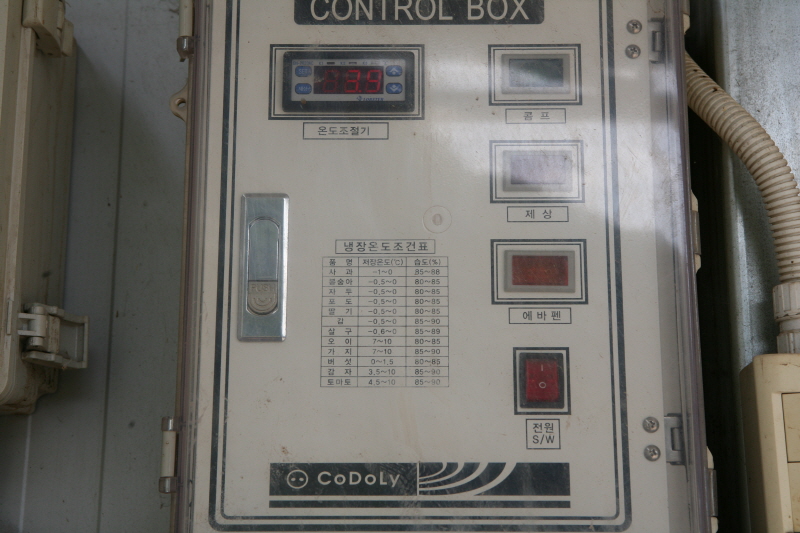 CONTROL BOX
3.9
온도조절기
콤프
제상
에바펜
전원
S/W
냉장온도조건표
품 명 저장온도(℃) 습도(%)
사 과 -1~0 85~88
복숭아 -0.5~0 80~85
자 두 -0.5~0 80~85
포 도 -0.5~0 80~85
딸 기 -0.5~0 80~85
감 -0.5~0 85~90
살 구 -0.6~0 85~89
오 이 7~10 80~85
가 지 7~10 85~90
버 섯 0~1.5 80~85
감 자 3.5~10 85~90
토마토 4.5~10 85~90
CoDoLy